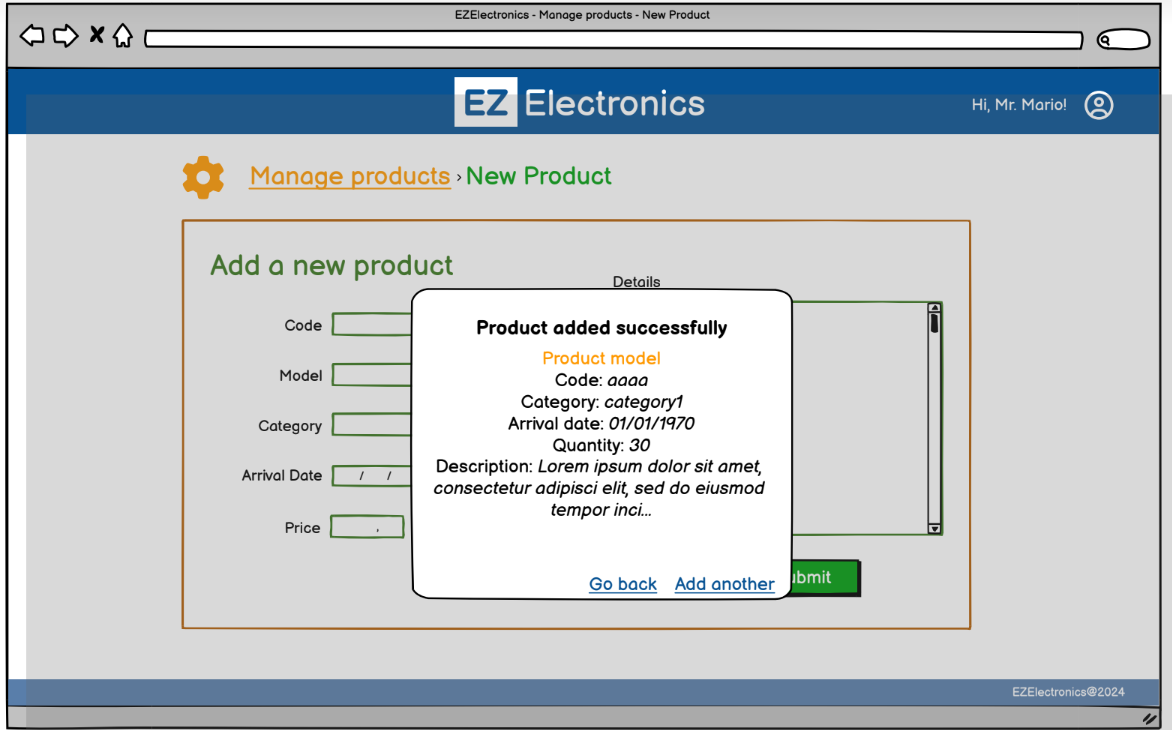 EZElectronics - Manage products - New Product
EZ Electronics
Hi, Mr. Mario!
Manage products › New Product
Add a new product
Details
Code
Model
Category
Arrival Date / /
Price ,
Product added successfully
Product model
Code: aaaa
Category: category1
Arrival date: 01/01/1970
Quantity: 30
Description: Lorem ipsum dolor sit amet,
consectetur adipisci elit, sed do eiusmod
tempor inci...
Go back Add another
ubmit
EZElectronics@2024